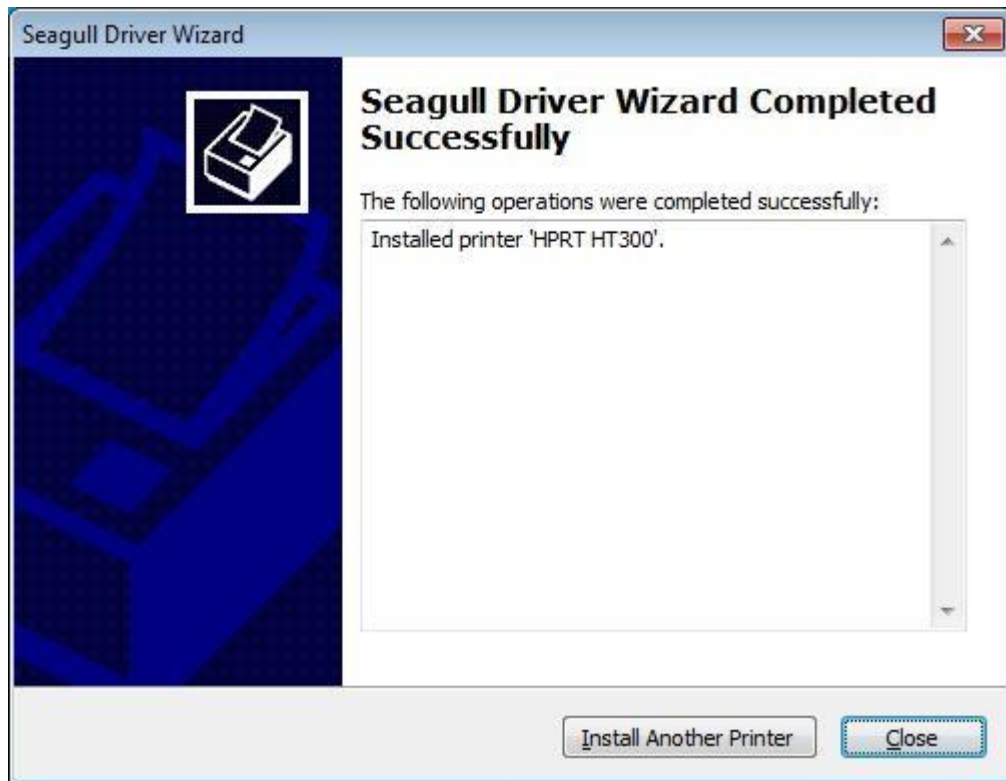 Seagull Driver Wizard
Seagull Driver Wizard Completed
Successfully
The following operations were completed successfully:
Installed printer 'HPRT HT300'.
Install Another Printer
Close